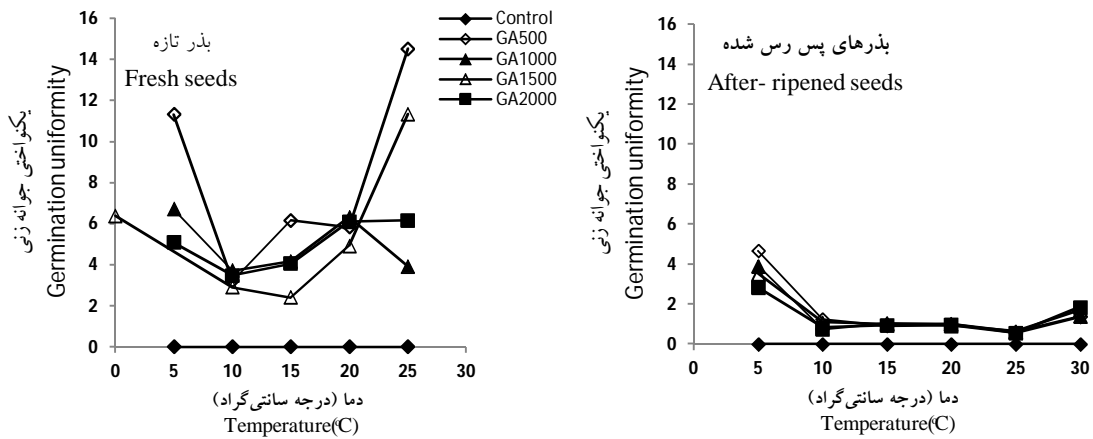 بذر تازه
Fresh seeds
Control
GA500
GA1000
GA1500
GA2000
یکنواختی جوانه زنی
Germination uniformity
16
14
12
10
8
6
4
2
0
0 5 10 15 20 25 30
دما (درجه سانتی‌گراد)
Temperature(°C)
بذرهای پس رس شده
After- ripened seeds
یکنواختی جوانه زنی
Germination uniformity
16
14
12
10
8
6
4
2
0
0 5 10 15 20 25 30
دما (درجه سانتی‌گراد)
Temperature(°C)